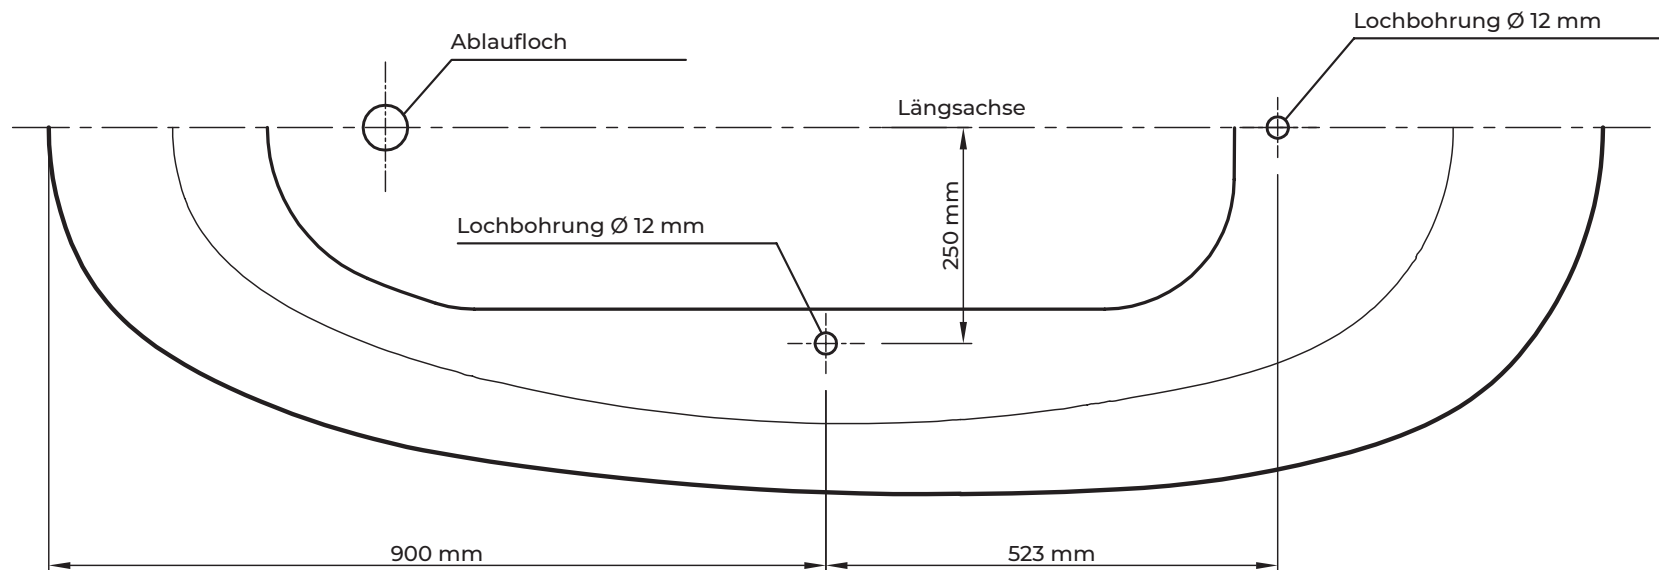 Lochbohrung Ø 12 mm
Ablaufloch
Längsachse
Lochbohrung Ø 12 mm
250 mm
900 mm
523 mm